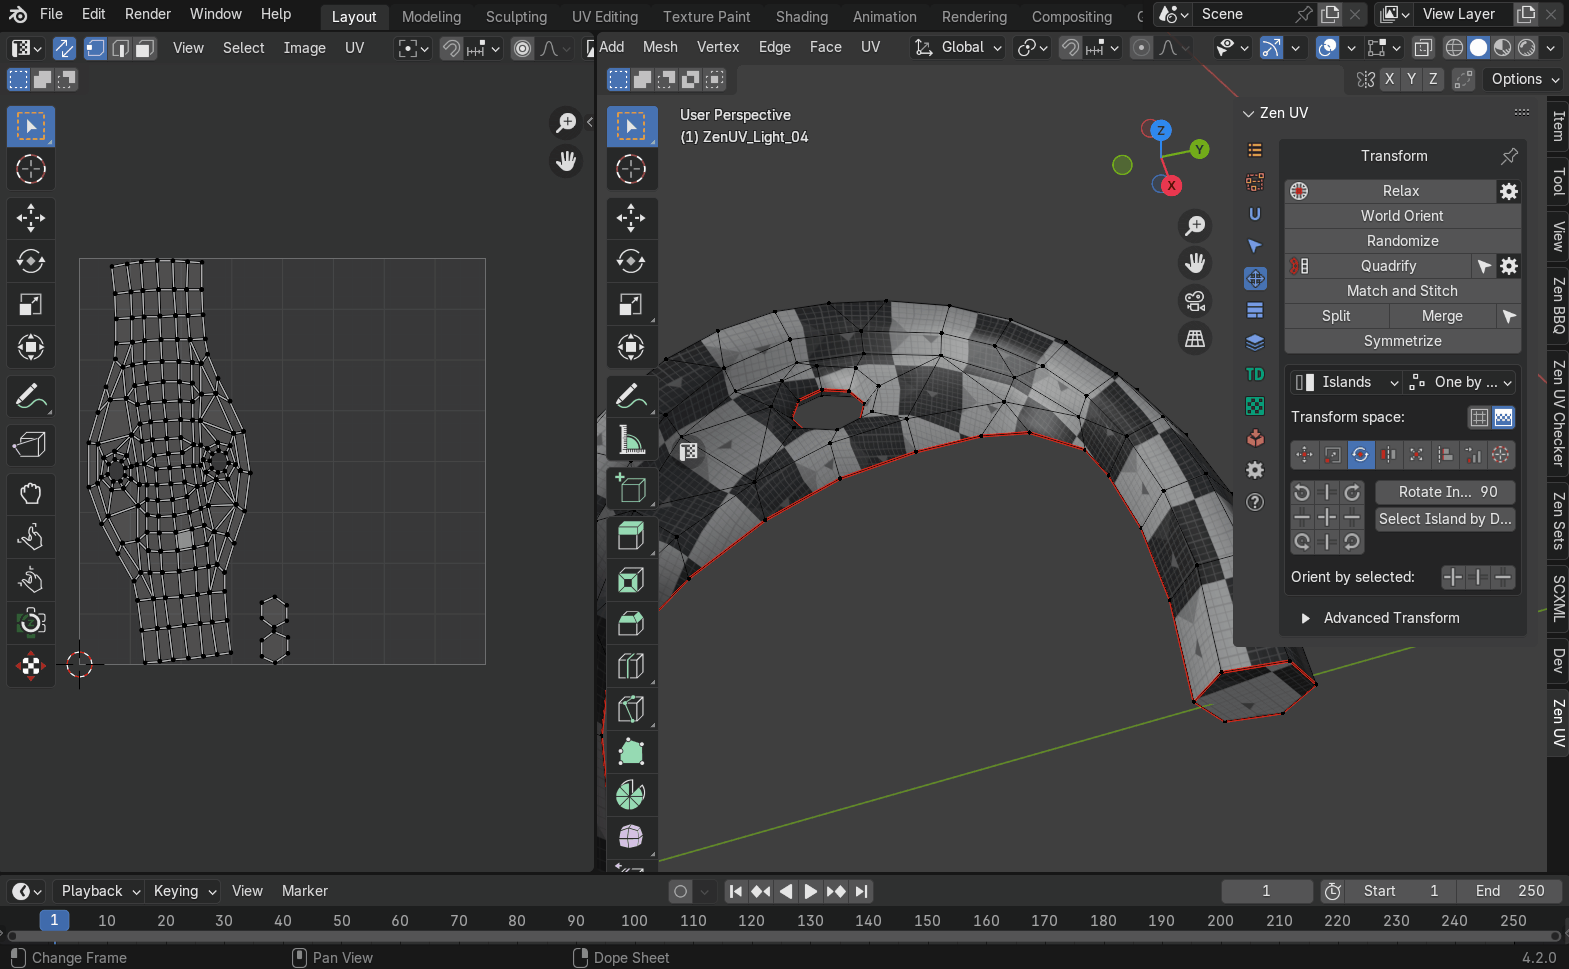 File Edit Render Window Help Layout Modeling Sculpting UV Editing Texture Paint Shading Animation Rendering Compositing Scene View Layer
View Select Image UV Add Mesh Vertex Edge Face UV Global
X Y Z Options
User Perspective
(1) ZenUV_Light_04
Z
Y
X
Zen UV
Transform
Relax
World Orient
Randomize
Quadrify
Match and Stitch
Split Merge
Symmetrize
Islands One by ...
Transform space:
TD
Rotate In... 90
Select Island by D...
Orient by selected:
Advanced Transform
Item
Tool
View
Zen BBQ
Zen UV Checker
Zen Sets
SCXML
Dev
Zen UV
Playback Keying View Marker 1 Start 1 End 250
1 10 20 30 40 50 60 70 80 90 100 110 120 130 140 150 160 170 180 190 200 210 220 230 240 250
Change Frame Pan View Dope Sheet 4.2.0